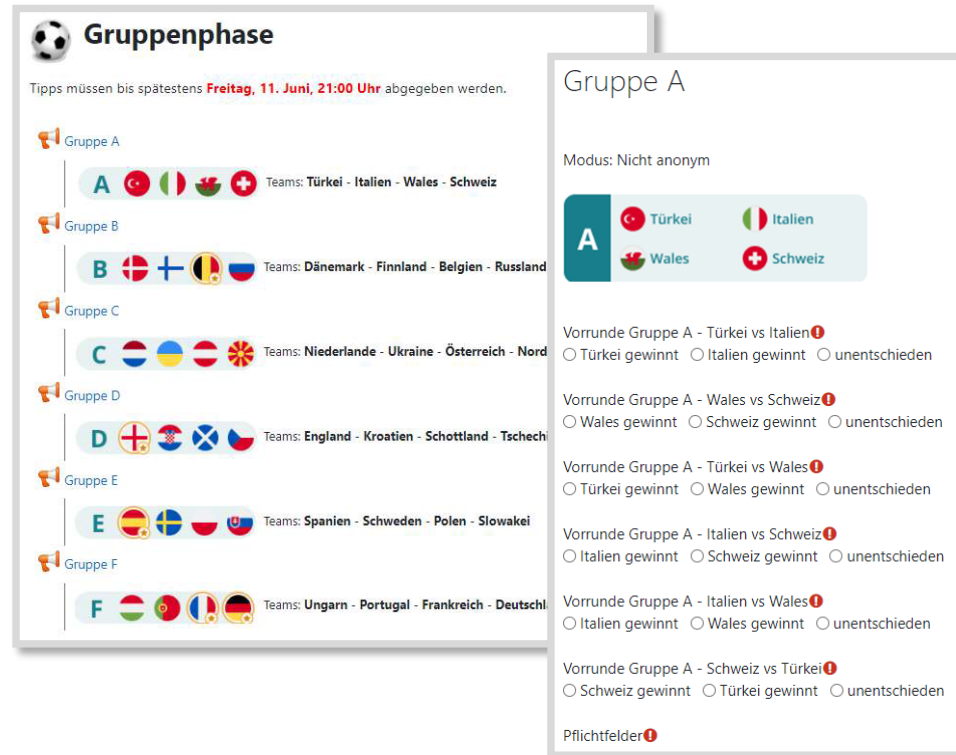 Gruppenphase
Tipps müssen bis spätestens Freitag, 11. Juni, 21:00 Uhr abgegeben werden.
Gruppe A
A Teams: Türkei - Italien - Wales - Schweiz
Gruppe B
B Teams: Dänemark - Finnland - Belgien - Russland
Gruppe C
C Teams: Niederlande - Ukraine - Österreich - Nord
Gruppe D
D Teams: England - Kroatien - Schottland - Tschechi
Gruppe E
E Teams: Spanien - Schweden - Polen - Slowakei
Gruppe F
F Teams: Ungarn - Portugal - Frankreich - Deutschl
Gruppe A
Modus: Nicht anonym
A
Türkei Italien
Wales Schweiz
Vorrunde Gruppe A - Türkei vs Italien
Türkei gewinnt Italien gewinnt unentschieden
Vorrunde Gruppe A - Wales vs Schweiz
Wales gewinnt Schweiz gewinnt unentschieden
Vorrunde Gruppe A - Türkei vs Wales
Türkei gewinnt Wales gewinnt unentschieden
Vorrunde Gruppe A - Italien vs Schweiz
Italien gewinnt Schweiz gewinnt unentschieden
Vorrunde Gruppe A - Italien vs Wales
Italien gewinnt Wales gewinnt unentschieden
Vorrunde Gruppe A - Schweiz vs Türkei
Schweiz gewinnt Türkei gewinnt unentschieden
Pflichtfelder